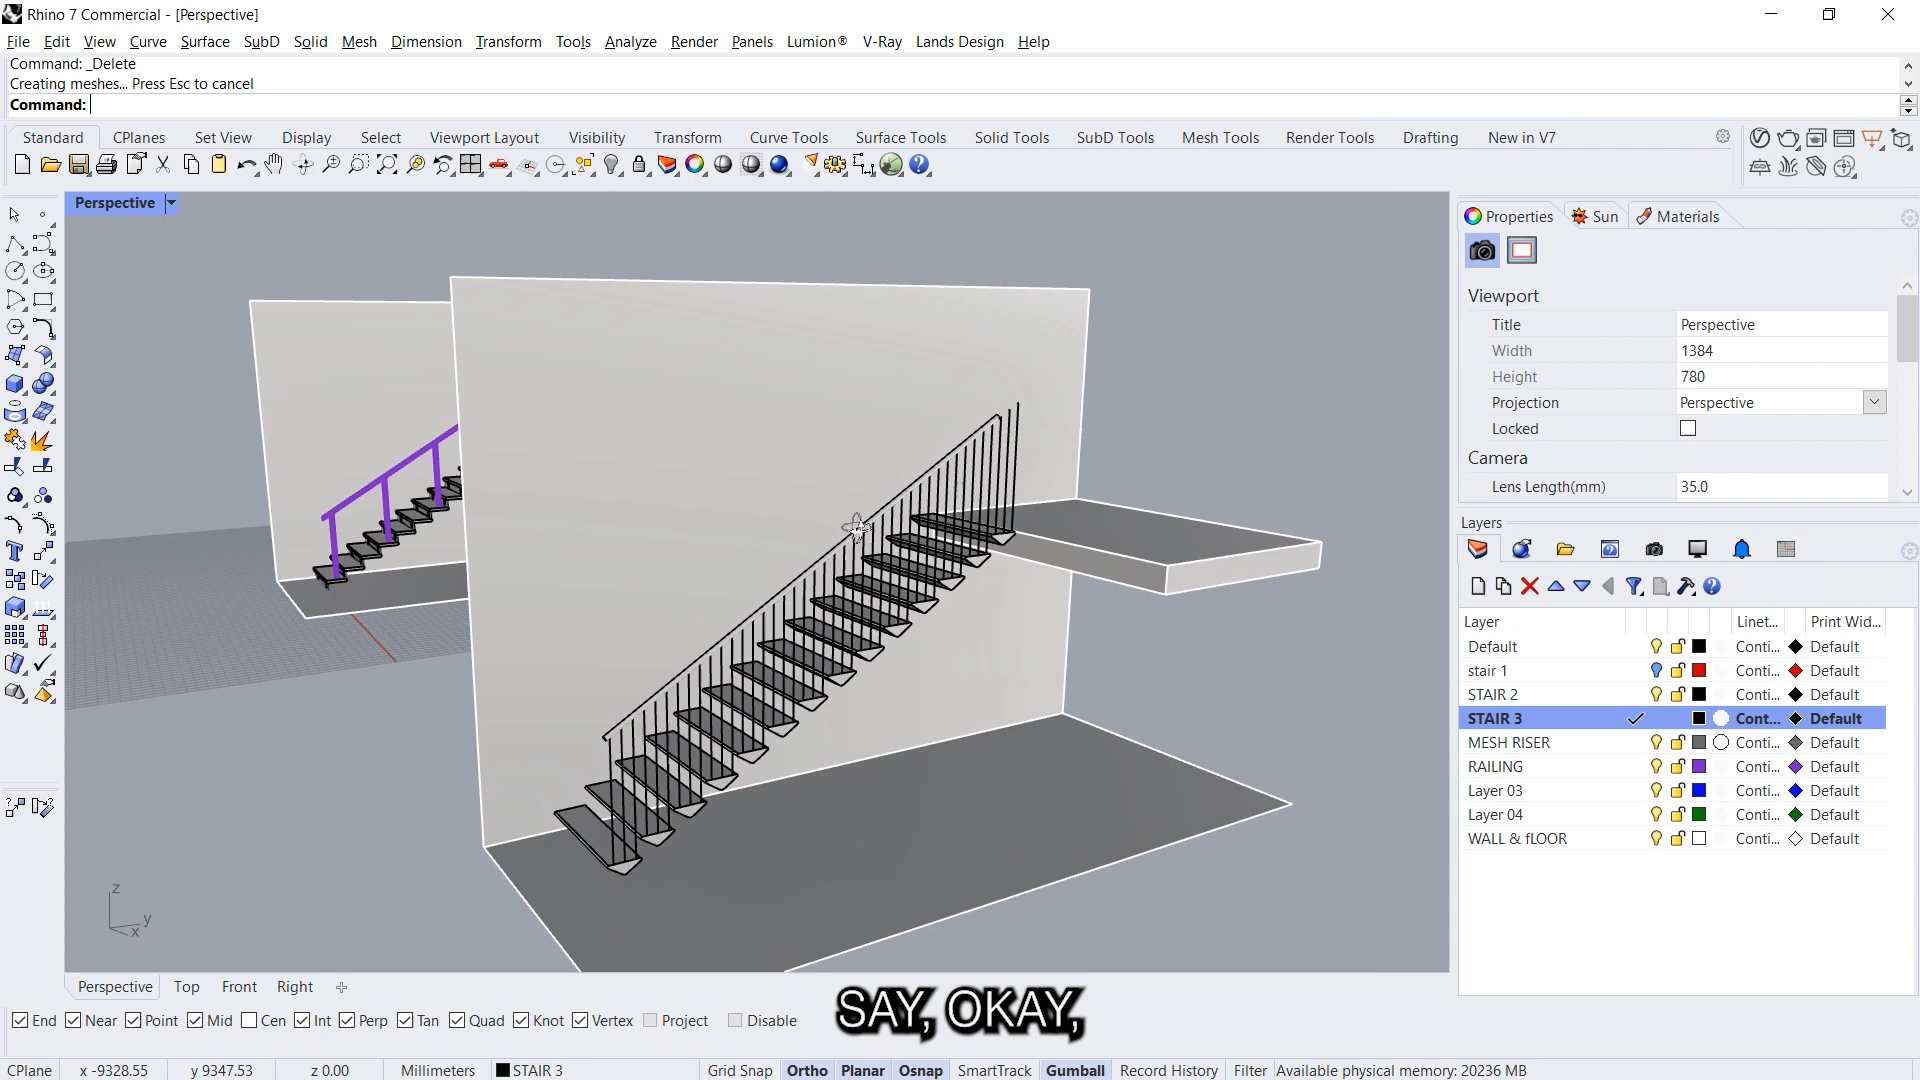 Rhino 7 Commercial - [Perspective]
File Edit View Curve Surface SubD Solid Mesh Dimension Transform Tools Analyze Render Panels Lumion® V-Ray Lands Design Help
Command: _Delete
Creating meshes... Press Esc to cancel
Command:
Standard CPlanes Set View Display Select Viewport Layout Visibility Transform Curve Tools Surface Tools Solid Tools SubD Tools Mesh Tools Render Tools Drafting New in V7
Perspective
Properties Sun Materials
Viewport
Title Perspective
Width 1384
Height 780
Projection Perspective
Locked
Camera
Lens Length(mm) 35.0
Layers
Layer Linet... Print Wid...
Default Conti... Default
stair 1 Conti... Default
STAIR 2 Conti... Default
STAIR 3 Cont... Default
MESH RISER Conti... Default
RAILING Conti... Default
Layer 03 Conti... Default
Layer 04 Conti... Default
WALL & fLOOR Conti... Default
z
y
x
Perspective Top Front Right
SAY, OKAY,
End Near Point Mid Cen Int Perp Tan Quad Knot Vertex Project Disable
CPlane x -9328.55 y 9347.53 z 0.00 Millimeters STAIR 3 Grid Snap Ortho Planar Osnap SmartTrack Gumball Record History Filter Available physical memory: 20236 MB